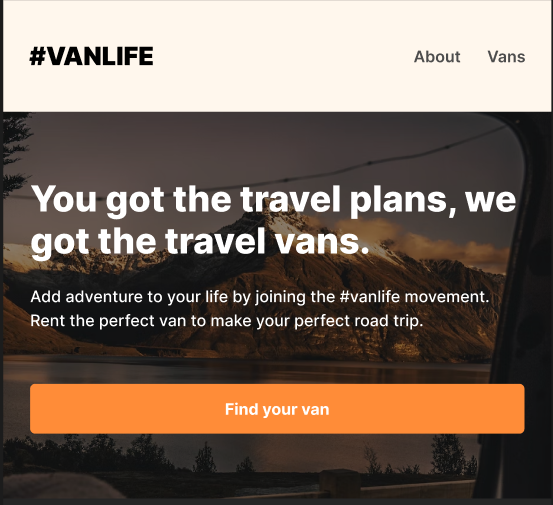 #VANLIFE
About
Vans
You got the travel plans, we
got the travel vans.
Add adventure to your life by joining the #vanlife movement.
Rent the perfect van to make your perfect road trip.
Find your van